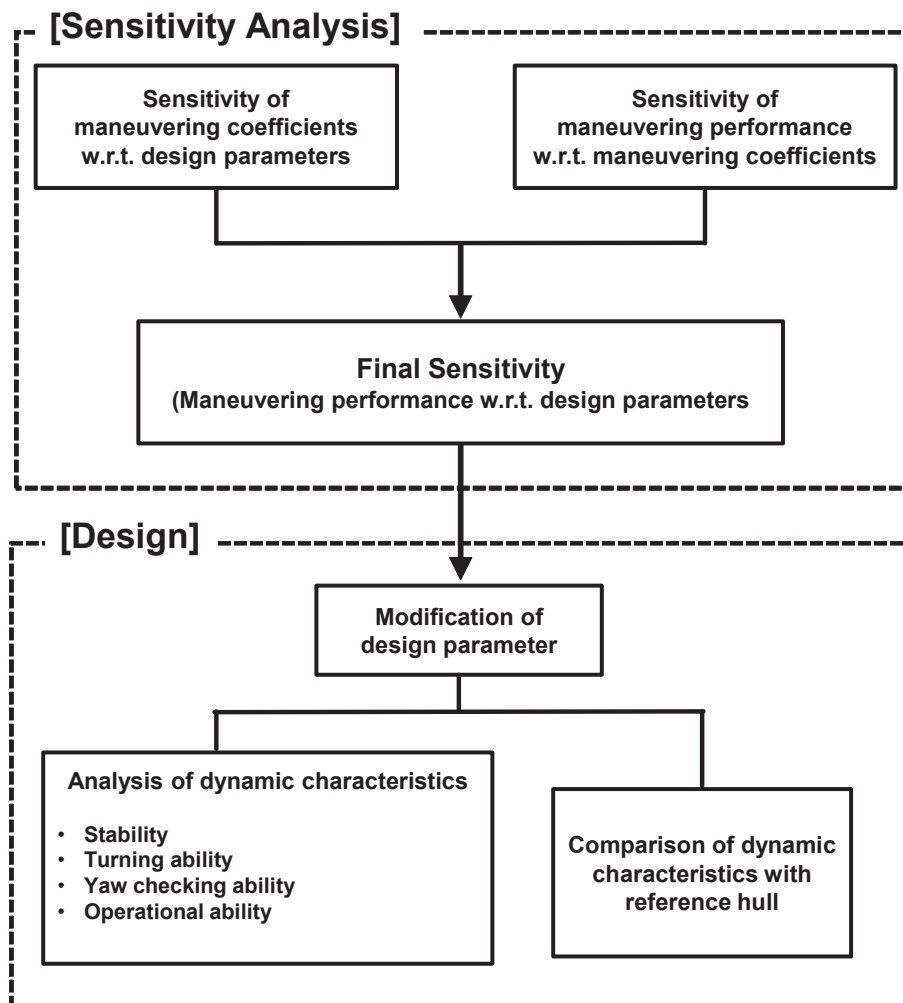 [Sensitivity Analysis]
Sensitivity of
maneuvering coefficients
w.r.t. design parameters
Sensitivity of
maneuvering performance
w.r.t. maneuvering coefficients
Final Sensitivity
(Maneuvering performance w.r.t. design parameters
[Design]
Modification of
design parameter
Analysis of dynamic characteristics
• Stability
• Turning ability
• Yaw checking ability
• Operational ability
Comparison of dynamic
characteristics with
reference hull